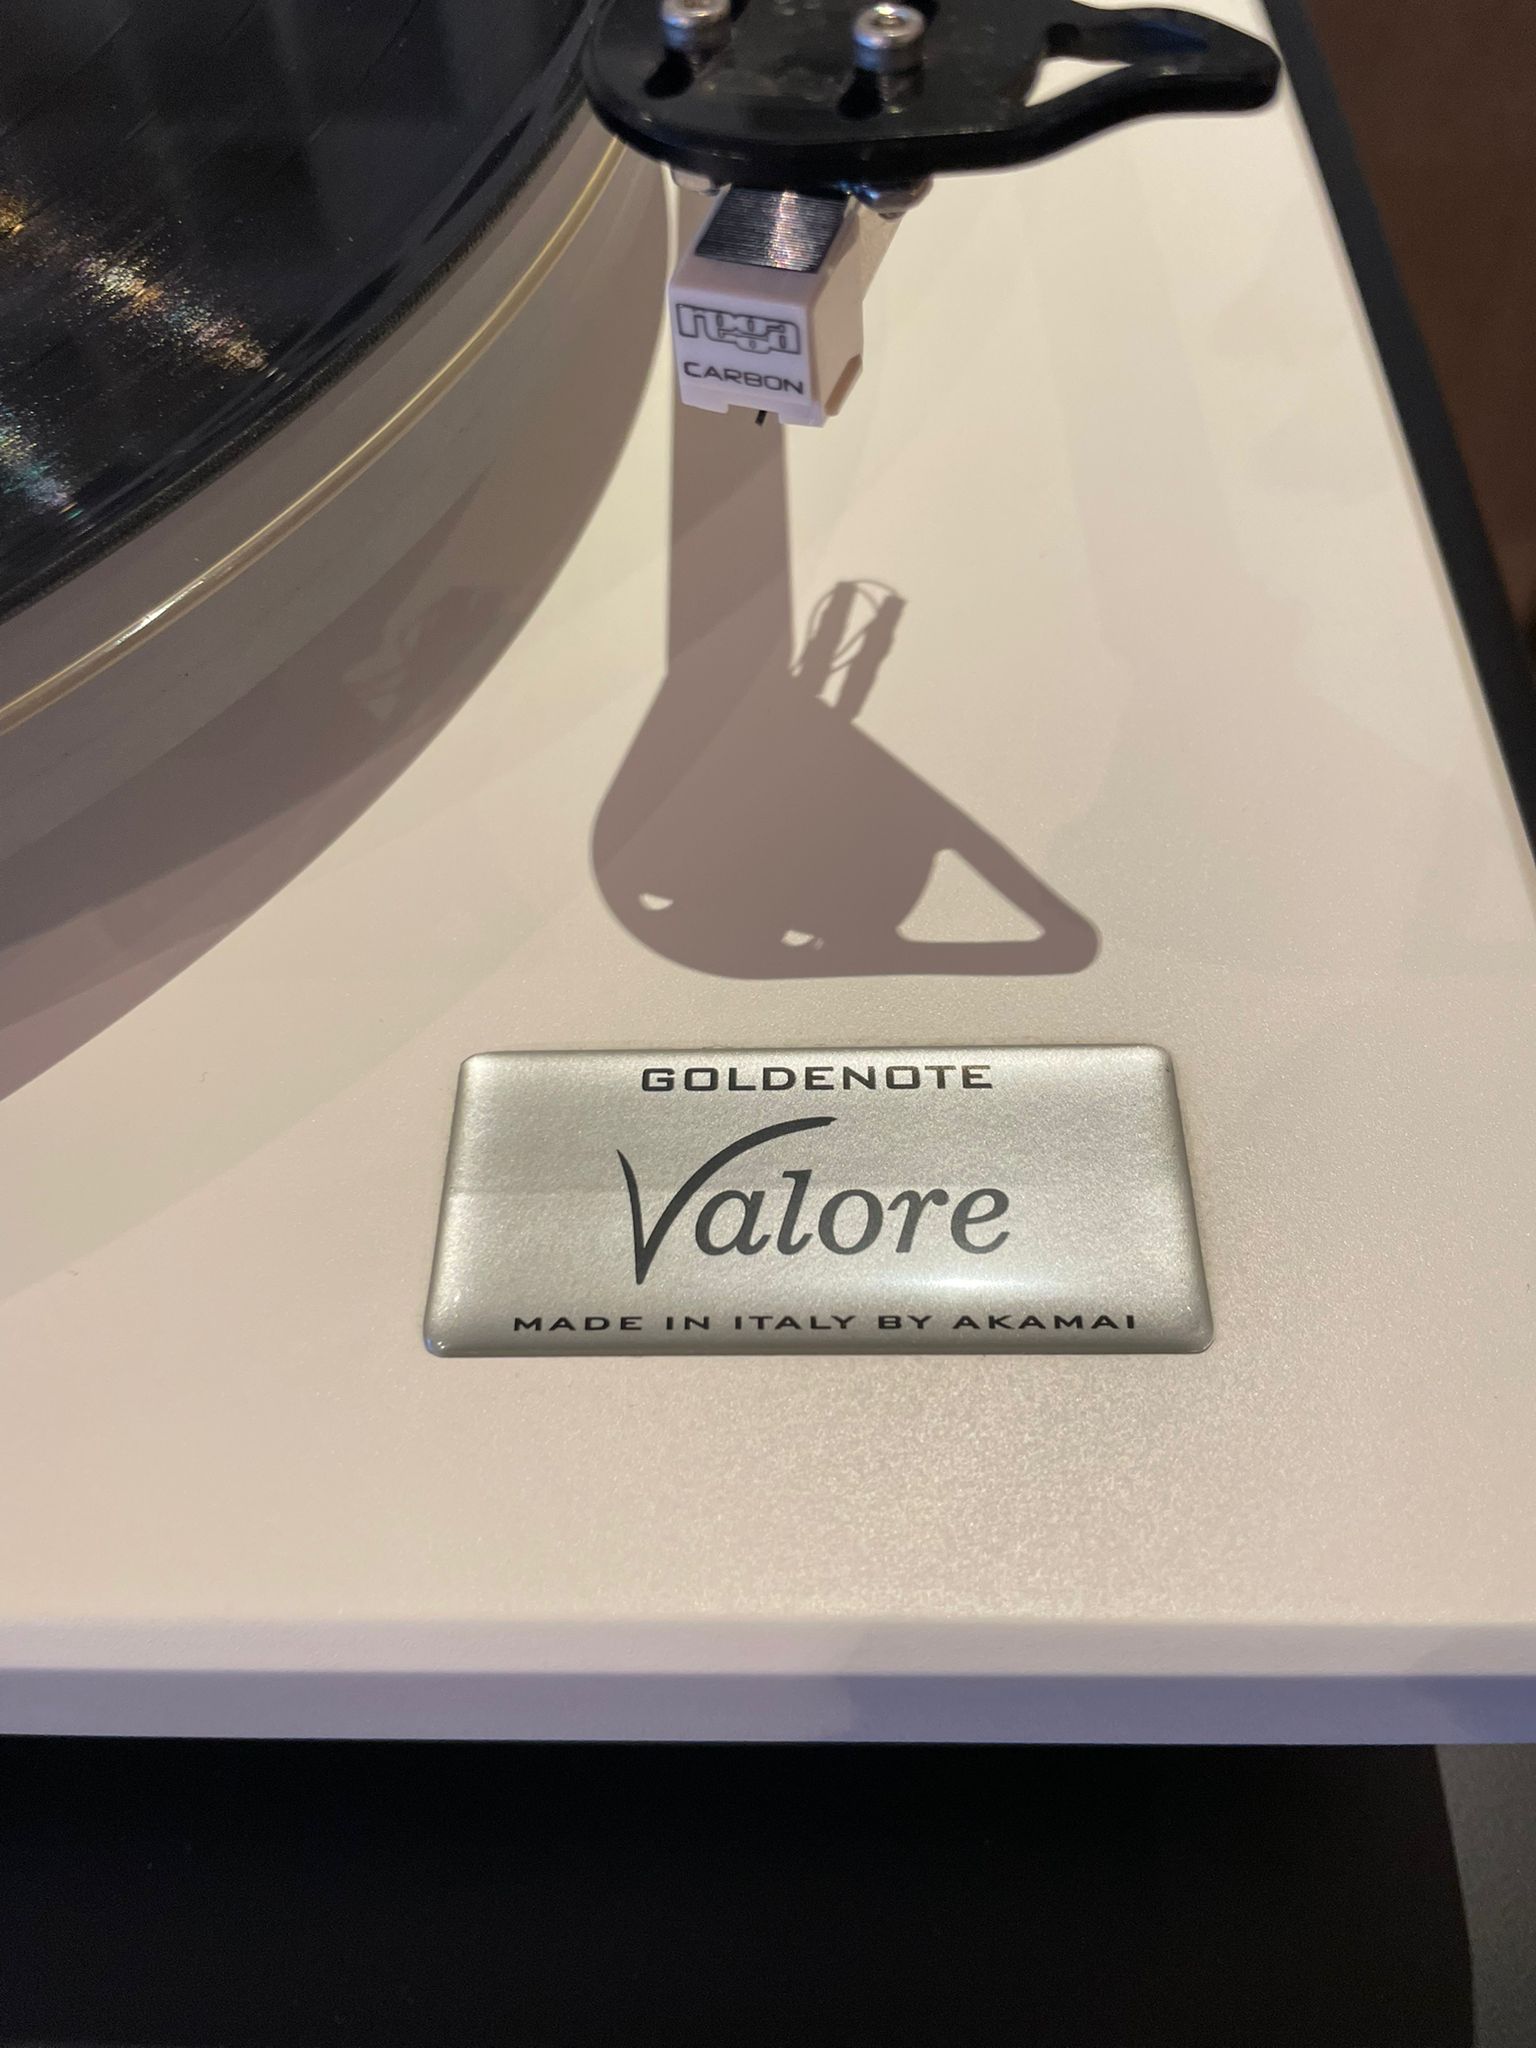 rega
CARBON
GOLDENOTE
Valore
MADE IN ITALY BY AKAMAI